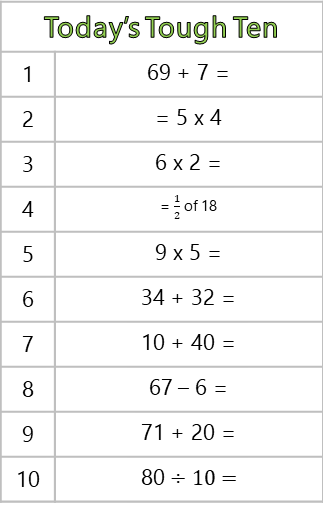 Today's Tough Ten
1 69 + 7 =
2 = 5 x 4
3 6 x 2 =
4 = 1/2 of 18
5 9 x 5 =
6 34 + 32 =
7 10 + 40 =
8 67 – 6 =
9 71 + 20 =
10 80 ÷ 10 =